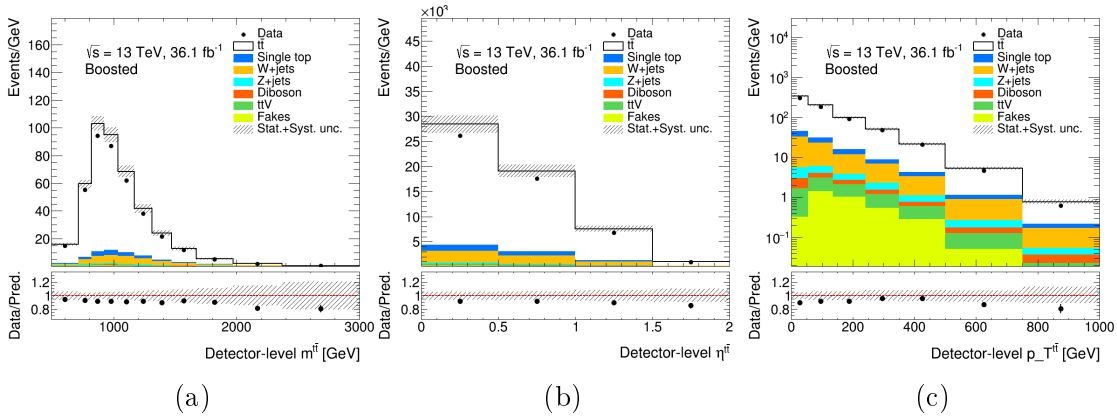 Events/GeV
160
140
120
100
80
60
40
20
√s = 13 TeV, 36.1 fb⁻¹
Boosted
Data
tt̄
Single top
W+jets
Z+jets
Diboson
ttV
Fakes
Stat.+Syst. unc.
Data/Pred.
1.2
1
0.8
1000 2000 3000
Detector-level m^{tt̄} [GeV]
(a)
×10³
Events/GeV
45
40
35
30
25
20
15
10
5
√s = 13 TeV, 36.1 fb⁻¹
Boosted
Data
tt̄
Single top
W+jets
Z+jets
Diboson
ttV
Fakes
Stat.+Syst. unc.
Data/Pred.
1.2
1
0.8
0 0.5 1 1.5 2
Detector-level η^{tt̄}
(b)
Events/GeV
10⁴
10³
10²
10
1
10⁻¹
√s = 13 TeV, 36.1 fb⁻¹
Boosted
Data
tt̄
Single top
W+jets
Z+jets
Diboson
ttV
Fakes
Stat.+Syst. unc.
Data/Pred.
1.2
1
0.8
0 200 400 600 800 1000
Detector-level p_T^{tt̄} [GeV]
(c)